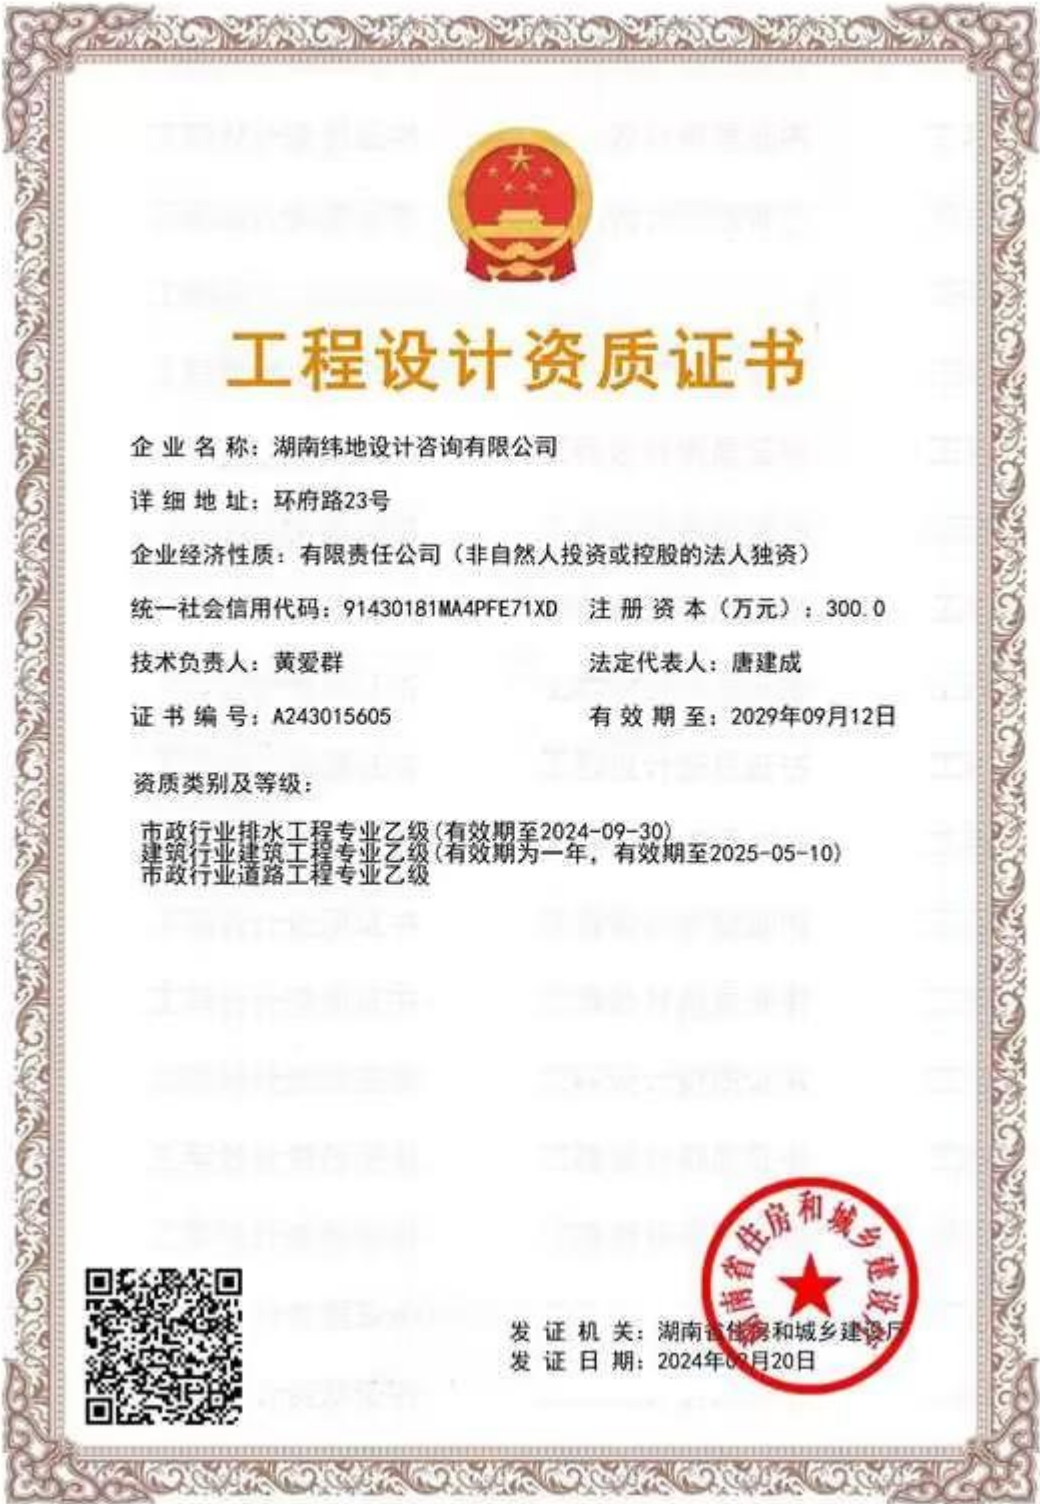 工程设计资质证书
企业名称：湖南纬地设计咨询有限公司
详细地址：环府路23号
企业经济性质：有限责任公司（非自然人投资或控股的法人独资）
统一社会信用代码：91430181MA4PFE71XD 注册资本（万元）：300.0
技术负责人：黄爱群 法定代表人：唐建成
证书编号：A243015605 有效期至：2029年09月12日
资质类别及等级：
市政行业排水工程专业乙级(有效期至2024-09-30)
建筑行业建筑工程专业乙级(有效期为一年，有效期至2025-05-10)
市政行业道路工程专业乙级
湖南省住房和城乡建设厅
发证机关：湖南省住房和城乡建设厅
发证日期：2024年 月20日